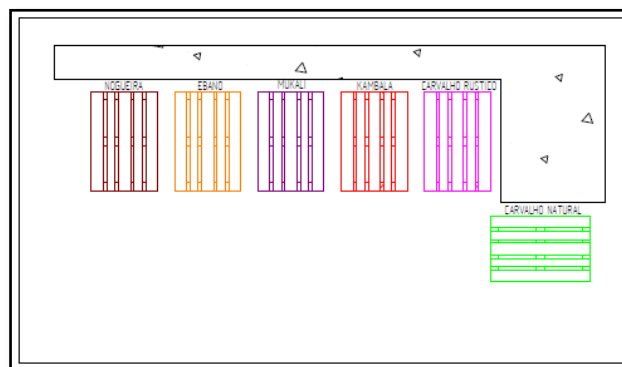 NOGUEIRA
EBANO
MUKALI
KAMBALA
CARVALHO RUSTICO
CARVALHO NATURAL